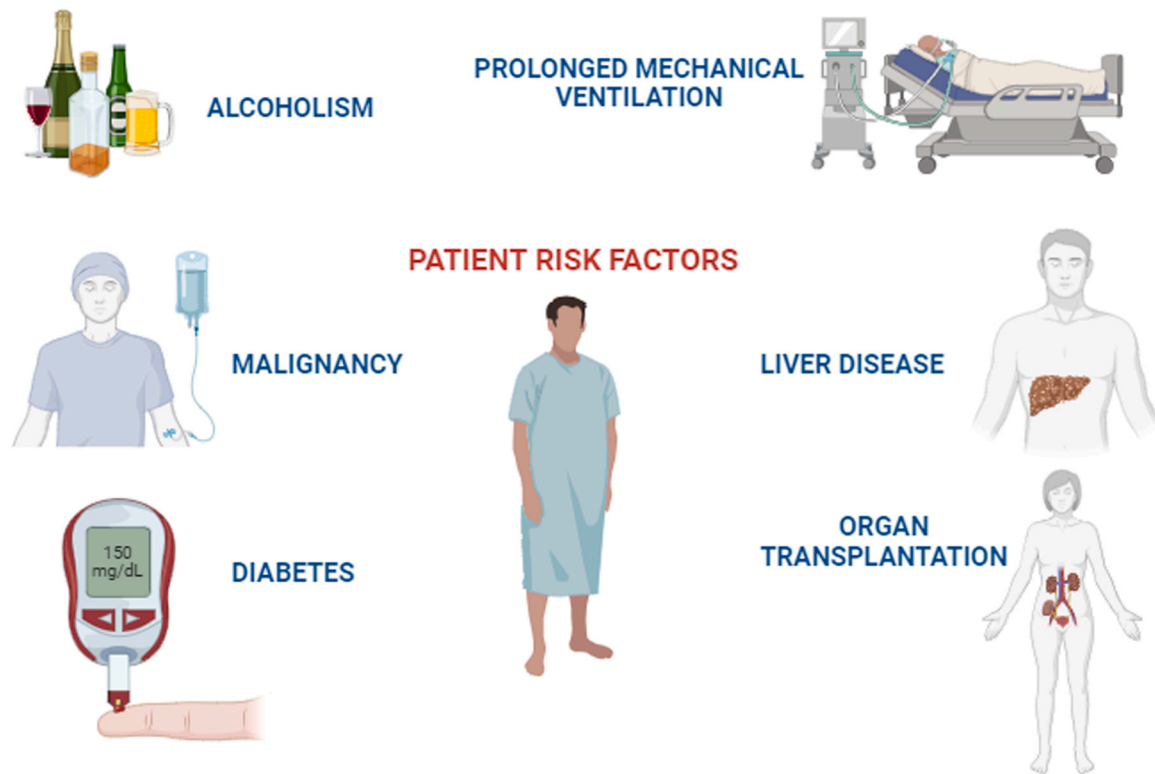 ALCOHOLISM
PROLONGED MECHANICAL
VENTILATION
PATIENT RISK FACTORS
MALIGNANCY
LIVER DISEASE
150
mg/dL
DIABETES
ORGAN
TRANSPLANTATION